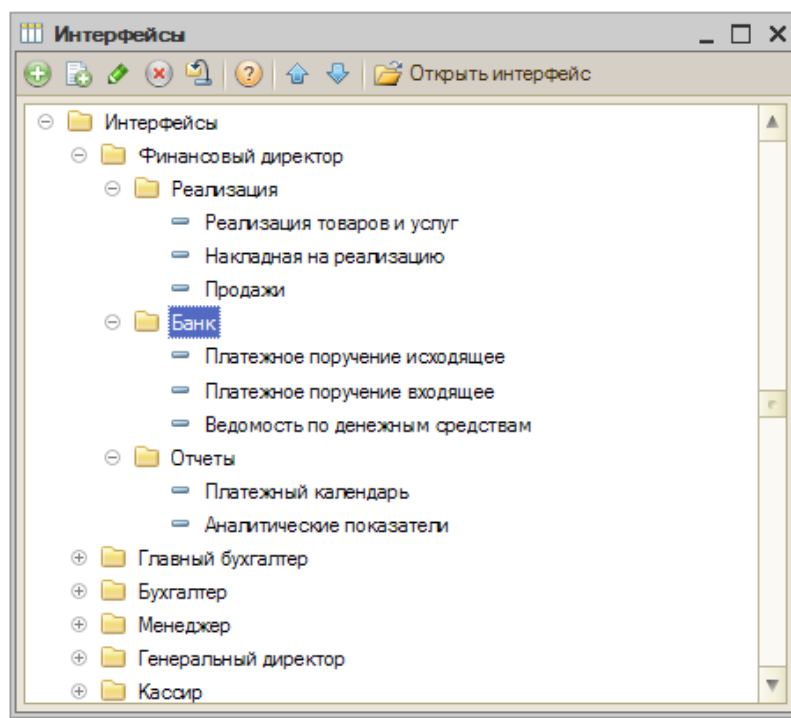 Интерфейсы
Открыть интерфейс
Интерфейсы
Финансовый директор
Реализация
Реализация товаров и услуг
Накладная на реализацию
Продажи
Банк
Платежное поручение исходящее
Платежное поручение входящее
Ведомость по денежным средствам
Отчеты
Платежный календарь
Аналитические показатели
Главный бухгалтер
Бухгалтер
Менеджер
Генеральный директор
Кассир